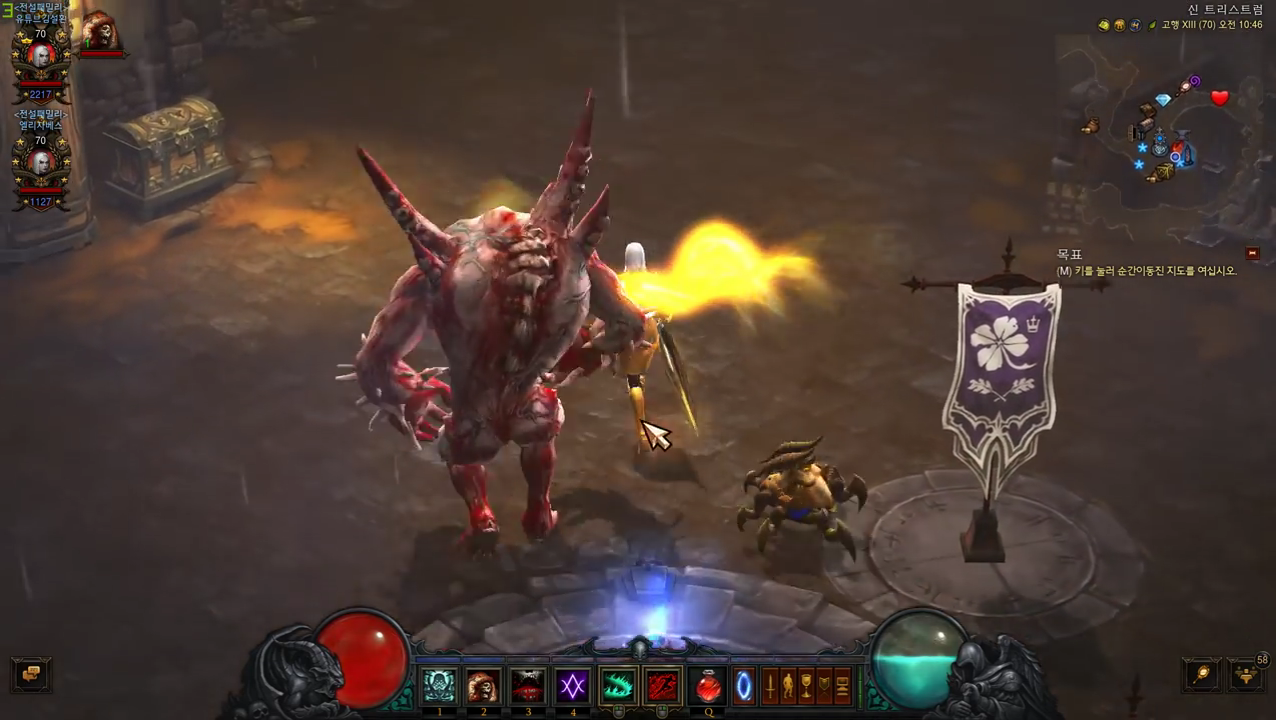 3
<전설패밀리>
유튜브김설환
70
2217
<전설패밀리>
엘리자베스
70
1127
신 트리스트럼
고행 XIII (70) 오전 10:46
목표
(M) 키를 눌러 순간이동진 지도를 여십시오.
1 2 3 4 Q
58